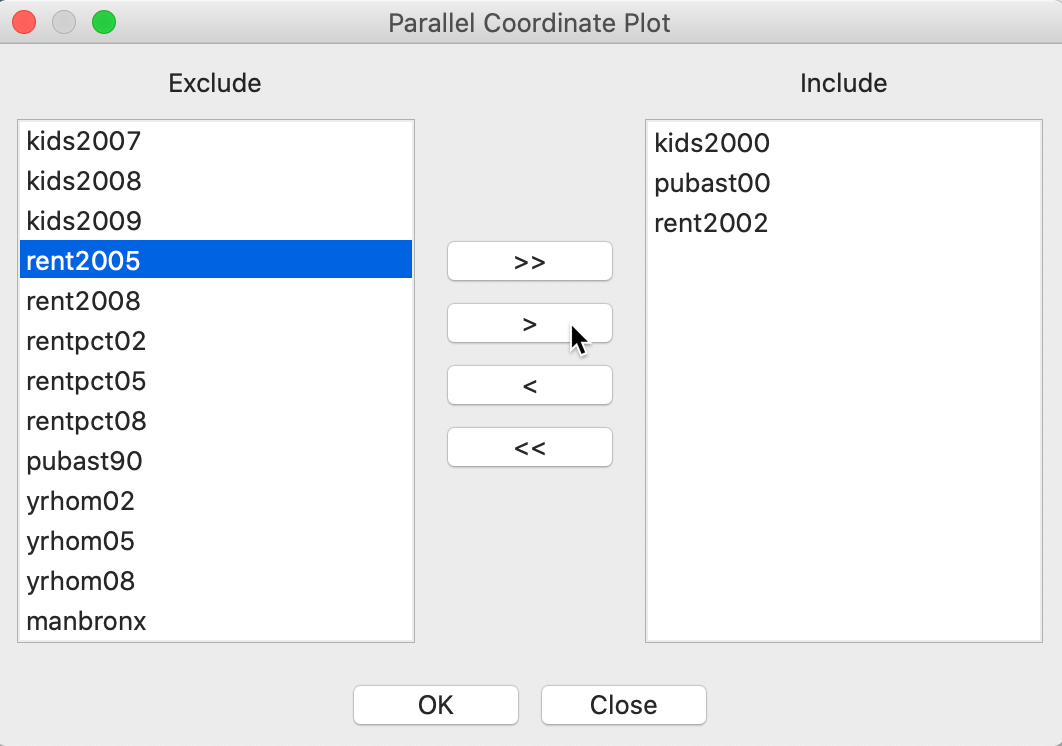 Parallel Coordinate Plot
Exclude
Include
kids2007
kids2008
kids2009
rent2005
rent2008
rentpct02
rentpct05
rentpct08
pubast90
yrhom02
yrhom05
yrhom08
manbronx
>>
>
<
<<
kids2000
pubast00
rent2002
OK
Close